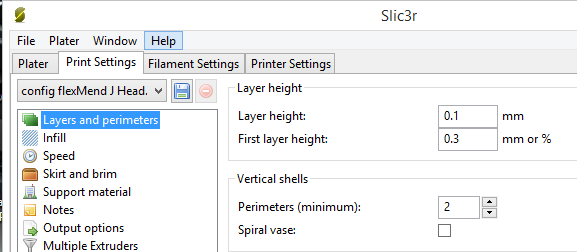 Slic3r
File Plater Window Help
Plater Print Settings Filament Settings Printer Settings
config flexMend J Head.
Layers and perimeters
Infill
Speed
Skirt and brim
Support material
Notes
Output options
Multiple Extruders
Layer height
Layer height: 0.1 mm
First layer height: 0.3 mm or %
Vertical shells
Perimeters (minimum): 2
Spiral vase: